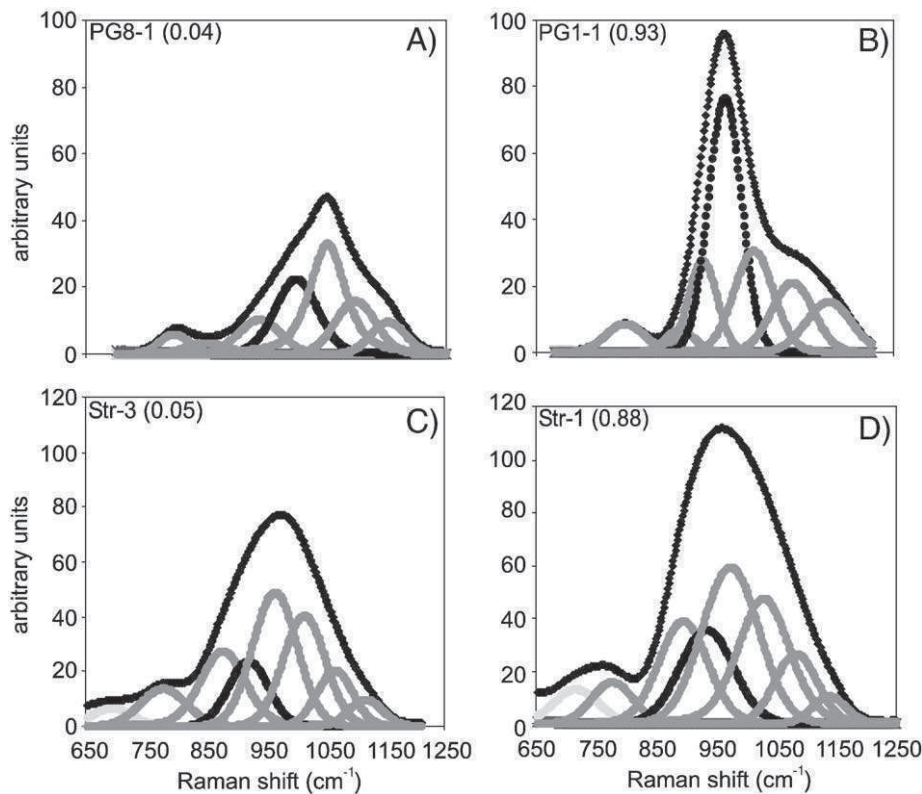 PG8-1 (0.04)
A)
100
80
60
40
20
0
arbitrary units
PG1-1 (0.93)
B)
100
80
60
40
20
0
Str-3 (0.05)
C)
120
100
80
60
40
20
0
arbitrary units
650 750 850 950 1050 1150 1250
Raman shift (cm⁻¹)
Str-1 (0.88)
D)
120
100
80
60
40
20
0
650 750 850 950 1050 1150 1250
Raman shift (cm⁻¹)